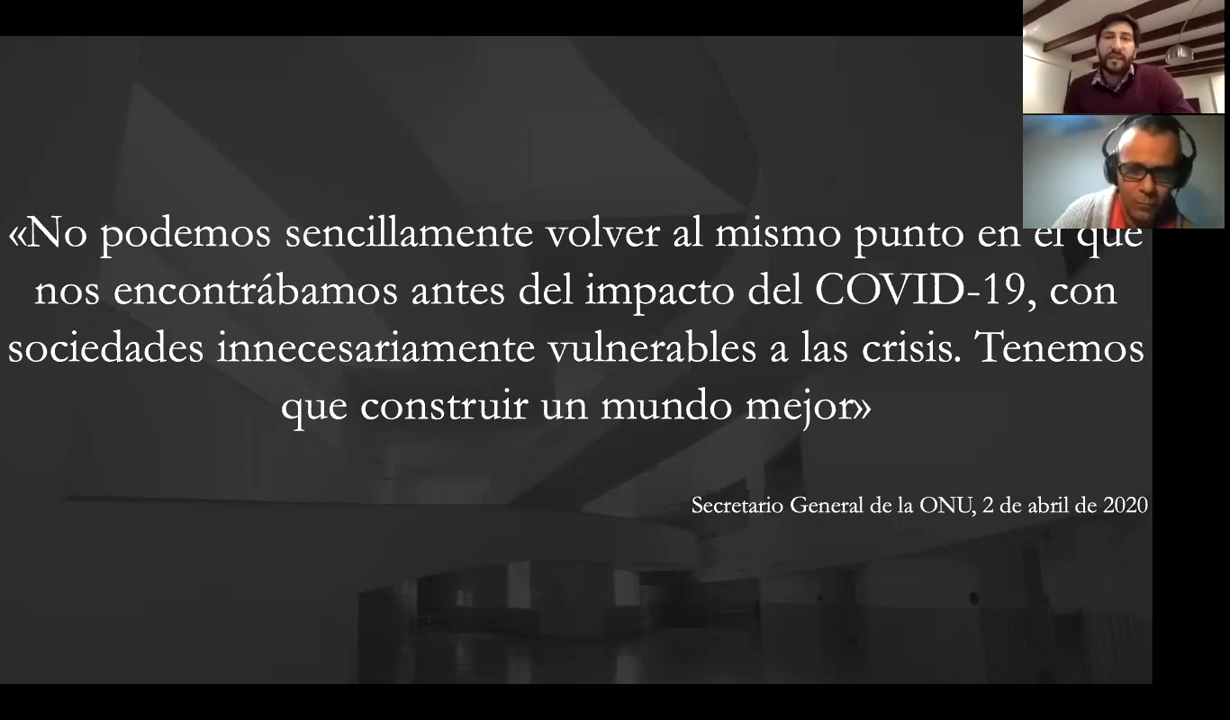 «No podemos sencillamente volver al mismo punto en el que
nos encontrábamos antes del impacto del COVID-19, con
sociedades innecesariamente vulnerables a las crisis. Tenemos
que construir un mundo mejor»
Secretario General de la ONU, 2 de abril de 2020